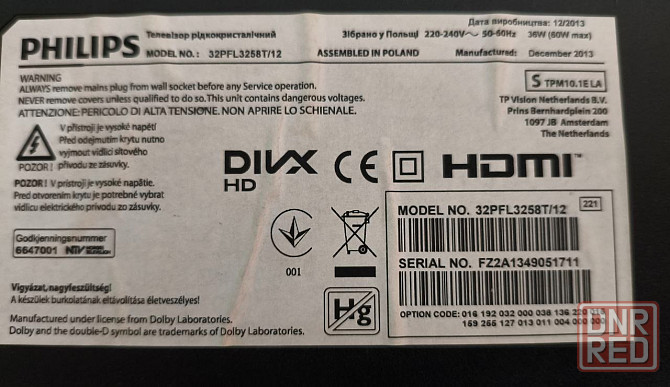 PHILIPS
Телевізор рідкокристалічний
MODEL NO.: 32PFL3258T/12
Зібрано у Польщі
ASSEMBLED IN POLAND
Дата виробництва: 12/2013
220-240V~ 50-60Hz 36W (60W max)
Manufactured: December 2013
WARNING
ALWAYS remove mains plug from wall socket before any Service operation.
NEVER remove covers unless qualified to do so. This unit contains dangerous voltages.
ATTENZIONE: PERICOLO DI ALTA TENSIONE. NON APRIRE LO SCHIENALE.
S TPM10.1E LA
TP Vision Netherlands B.V.
Prins Bernhardplein 200
1097 JB Amsterdam
The Netherlands
V přístroji je vysoké napětí
Před odejmutím krytu nutno
vyjmout vidlici síťového
POZOR! přívodu ze zásuvky.
POZOR! V prístroji je vysoké napätie.
Pred otvorením krytu je potrebné vybrať
vidlicu elektrického prívodu zo zásuvky.
DIVX
HD
CE
HDMI™
Godkjenningsnummer
6647001 NTV
001
Hg
MODEL NO. 32PFL3258T/12 221
SERIAL NO. FZ2A1349051711
OPTION CODE: 016 192 032 000 038 136 220
159 255 127 013 011 004 000
Vigyázat, nagyfeszültség!
A készülek burkolatának eltávolítása életveszélyes!
Manufactured under license from Dolby Laboratories.
Dolby and the double-D symbol are trademarks of Dolby Laboratories.
DNR
RED